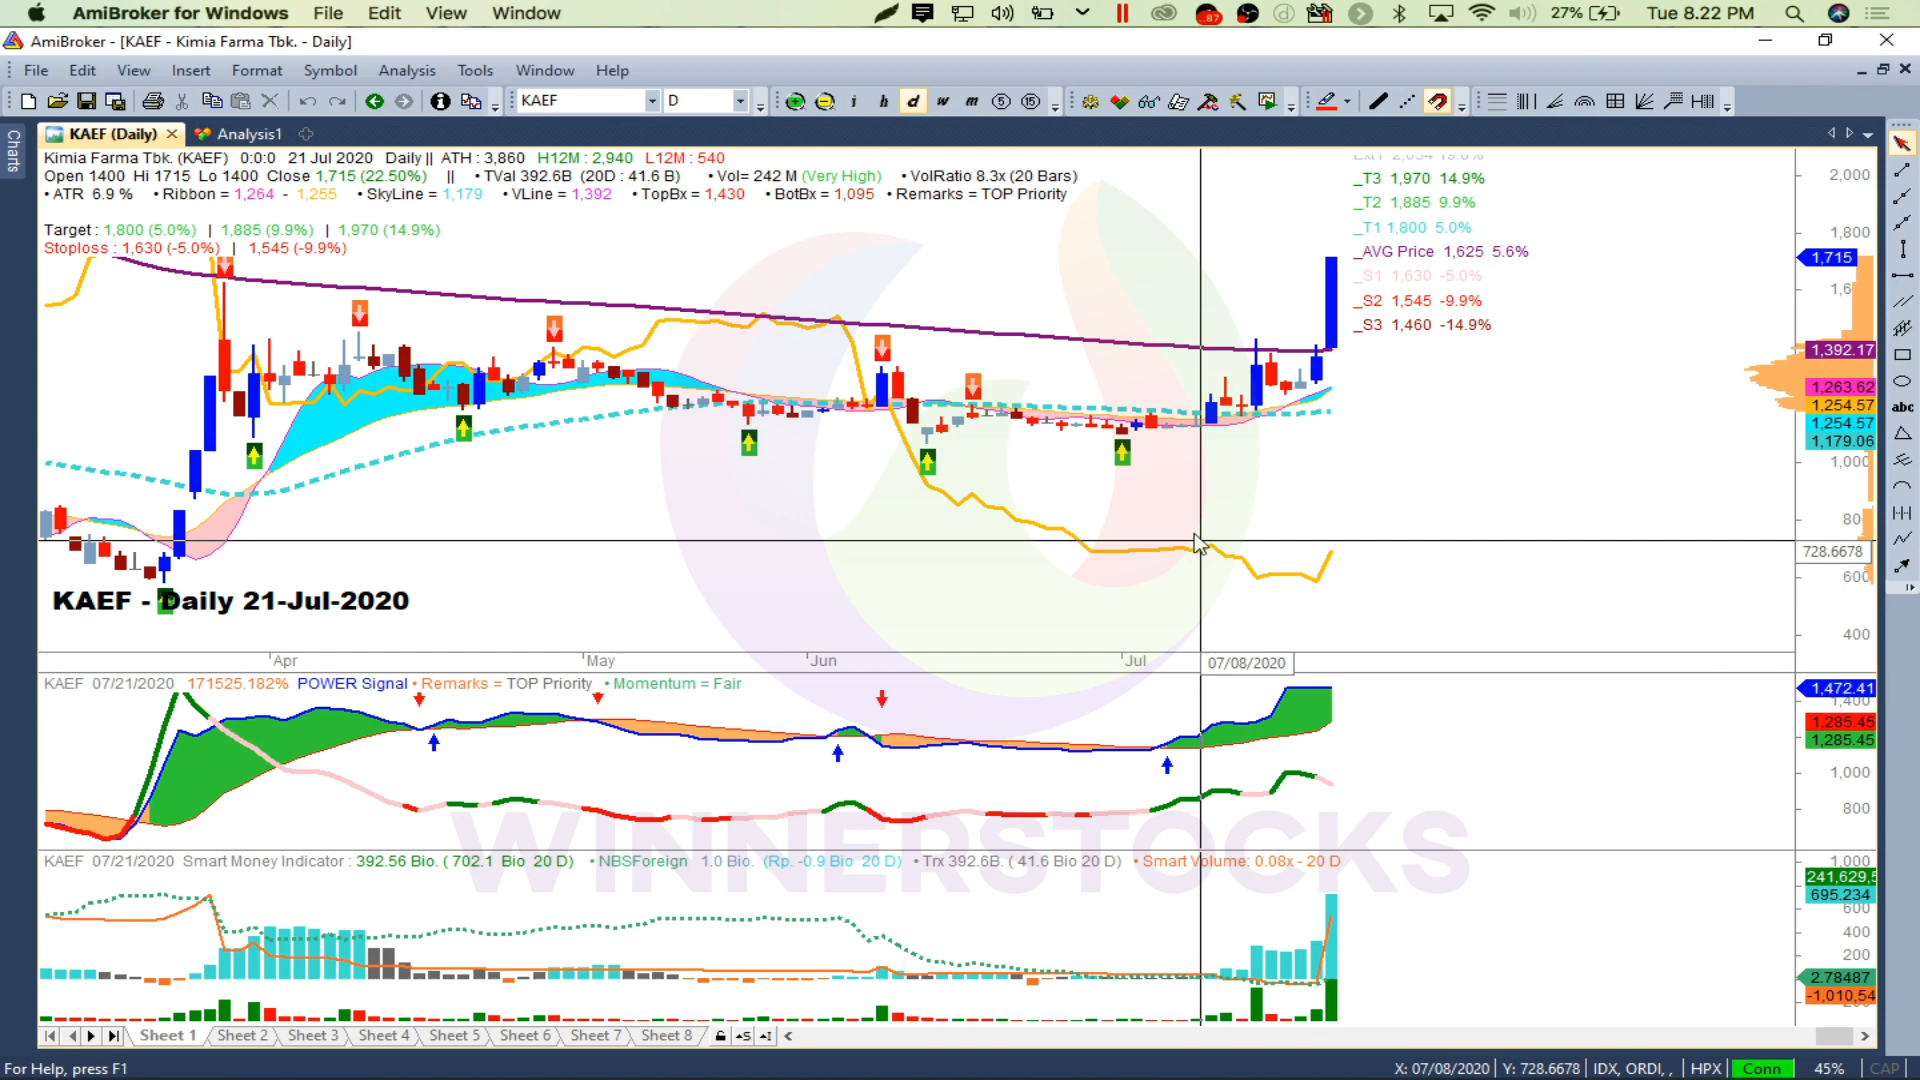 AmiBroker for Windows File Edit View Window 27% Tue 8.22 PM
AmiBroker - [KAEF - Kimia Farma Tbk. - Daily]
File Edit View Insert Format Symbol Analysis Tools Window Help
KAEF D i h d w m 5 15
Charts
KAEF (Daily) Analysis1
Kimia Farma Tbk. (KAEF) 0:0:0 21 Jul 2020 Daily || ATH : 3,860 H12M : 2,940 L12M : 540
Open 1400 Hi 1715 Lo 1400 Close 1,715 (22.50%) || • TVal 392.6B (20D : 41.6 B) • Vol= 242 M (Very High) • VolRatio 8.3x (20 Bars)
• ATR 6.9 % • Ribbon = 1,264 - 1,255 • SkyLine = 1,179 • VLine = 1,392 • TopBx = 1,430 • BotBx = 1,095 • Remarks = TOP Priority
Target : 1,800 (5.0%) | 1,885 (9.9%) | 1,970 (14.9%)
Stoploss : 1,630 (-5.0%) | 1,545 (-9.9%)
_T3 1,970 14.9%
_T2 1,885 9.9%
_T1 1,800 5.0%
_AVG Price 1,625 5.6%
_S1 1,630 -5.0%
_S2 1,545 -9.9%
_S3 1,460 -14.9%
2,000
1,800
1,715
1,392.17
1,263.62
1,254.57
1,254.57
1,179.06
1,000
728.6678
600
400
abc
KAEF - Daily 21-Jul-2020
Apr May Jun Jul 07/08/2020
KAEF 07/21/2020 171525.182% POWER Signal • Remarks = TOP Priority • Momentum = Fair
1,472.41
1,400
1,285.45
1,285.45
1,000
800
WINNERSTOCKS
KAEF 07/21/2020 Smart Money Indicator : 392.56 Bio. ( 702.1 Bio 20 D) • NBSForeign 1.0 Bio. (Rp. -0.9 Bio 20 D) • Trx 392.6B. ( 41.6 Bio 20 D) • Smart Volume: 0.08x - 20 D
1,000
241,629,5
695.234
600
400
200
2.78487
-1,010,54
Sheet 1 Sheet 2 Sheet 3 Sheet 4 Sheet 5 Sheet 6 Sheet 7 Sheet 8
For Help, press F1 X: 07/08/2020 Y: 728.6678 IDX, ORDI, , HPX Conn 45% CAP